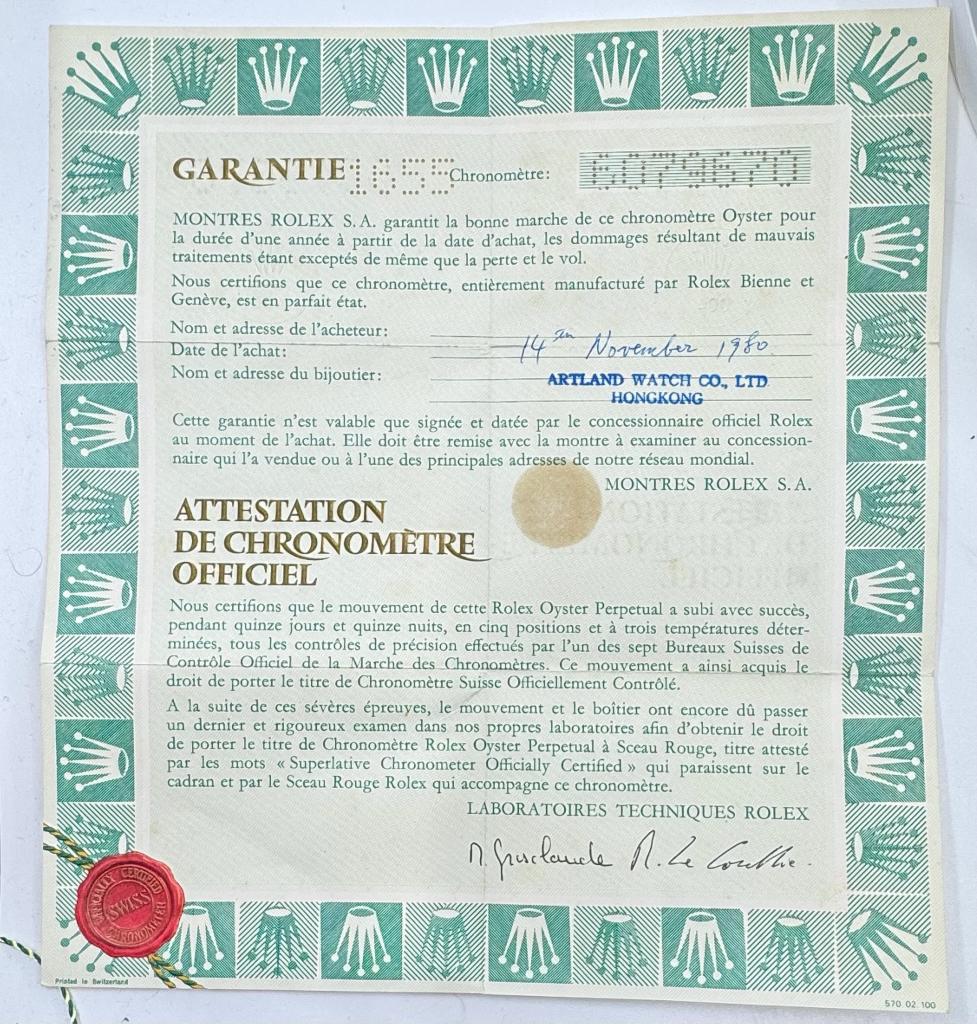 GARANTIE 1655 Chronomètre: 6079670
MONTRES ROLEX S.A. garantit la bonne marche de ce chronomètre Oyster pour
la durée d'une année à partir de la date d'achat, les dommages résultant de mauvais
traitements étant exceptés de même que la perte et le vol.
Nous certifions que ce chronomètre, entièrement manufacturé par Rolex Bienne et
Genève, est en parfait état.
Nom et adresse de l'acheteur:
Date de l'achat: 14 November 1980
Nom et adresse du bijoutier: ARTLAND WATCH CO., LTD
HONGKONG
Cette garantie n'est valable que signée et datée par le concessionnaire officiel Rolex
au moment de l'achat. Elle doit être remise avec la montre à examiner au concession-
naire qui l'a vendue ou à l'une des principales adresses de notre réseau mondial.
MONTRES ROLEX S.A.
ATTESTATION
DE CHRONOMÈTRE
OFFICIEL
Nous certifions que le mouvement de cette Rolex Oyster Perpetual a subi avec succès,
pendant quinze jours et quinze nuits, en cinq positions et à trois températures déter-
minées, tous les contrôles de précision effectués par l'un des sept Bureaux Suisses de
Contrôle Officiel de la Marche des Chronomètres. Ce mouvement a ainsi acquis le
droit de porter le titre de Chronomètre Suisse Officiellement Contrôlé.
A la suite de ces sévères épreuves, le mouvement et le boîtier ont encore dû passer
un dernier et rigoureux examen dans nos propres laboratoires afin d'obtenir le droit
de porter le titre de Chronomètre Rolex Oyster Perpetual à Sceau Rouge, titre attesté
par les mots « Superlative Chronometer Officially Certified » qui paraissent sur le
cadran et par le Sceau Rouge Rolex qui accompagne ce chronomètre.
LABORATOIRES TECHNIQUES ROLEX
OFFICIALLY CERTIFIED
SWISS
CHRONOMETER
Printed in Switzerland
570 02.100